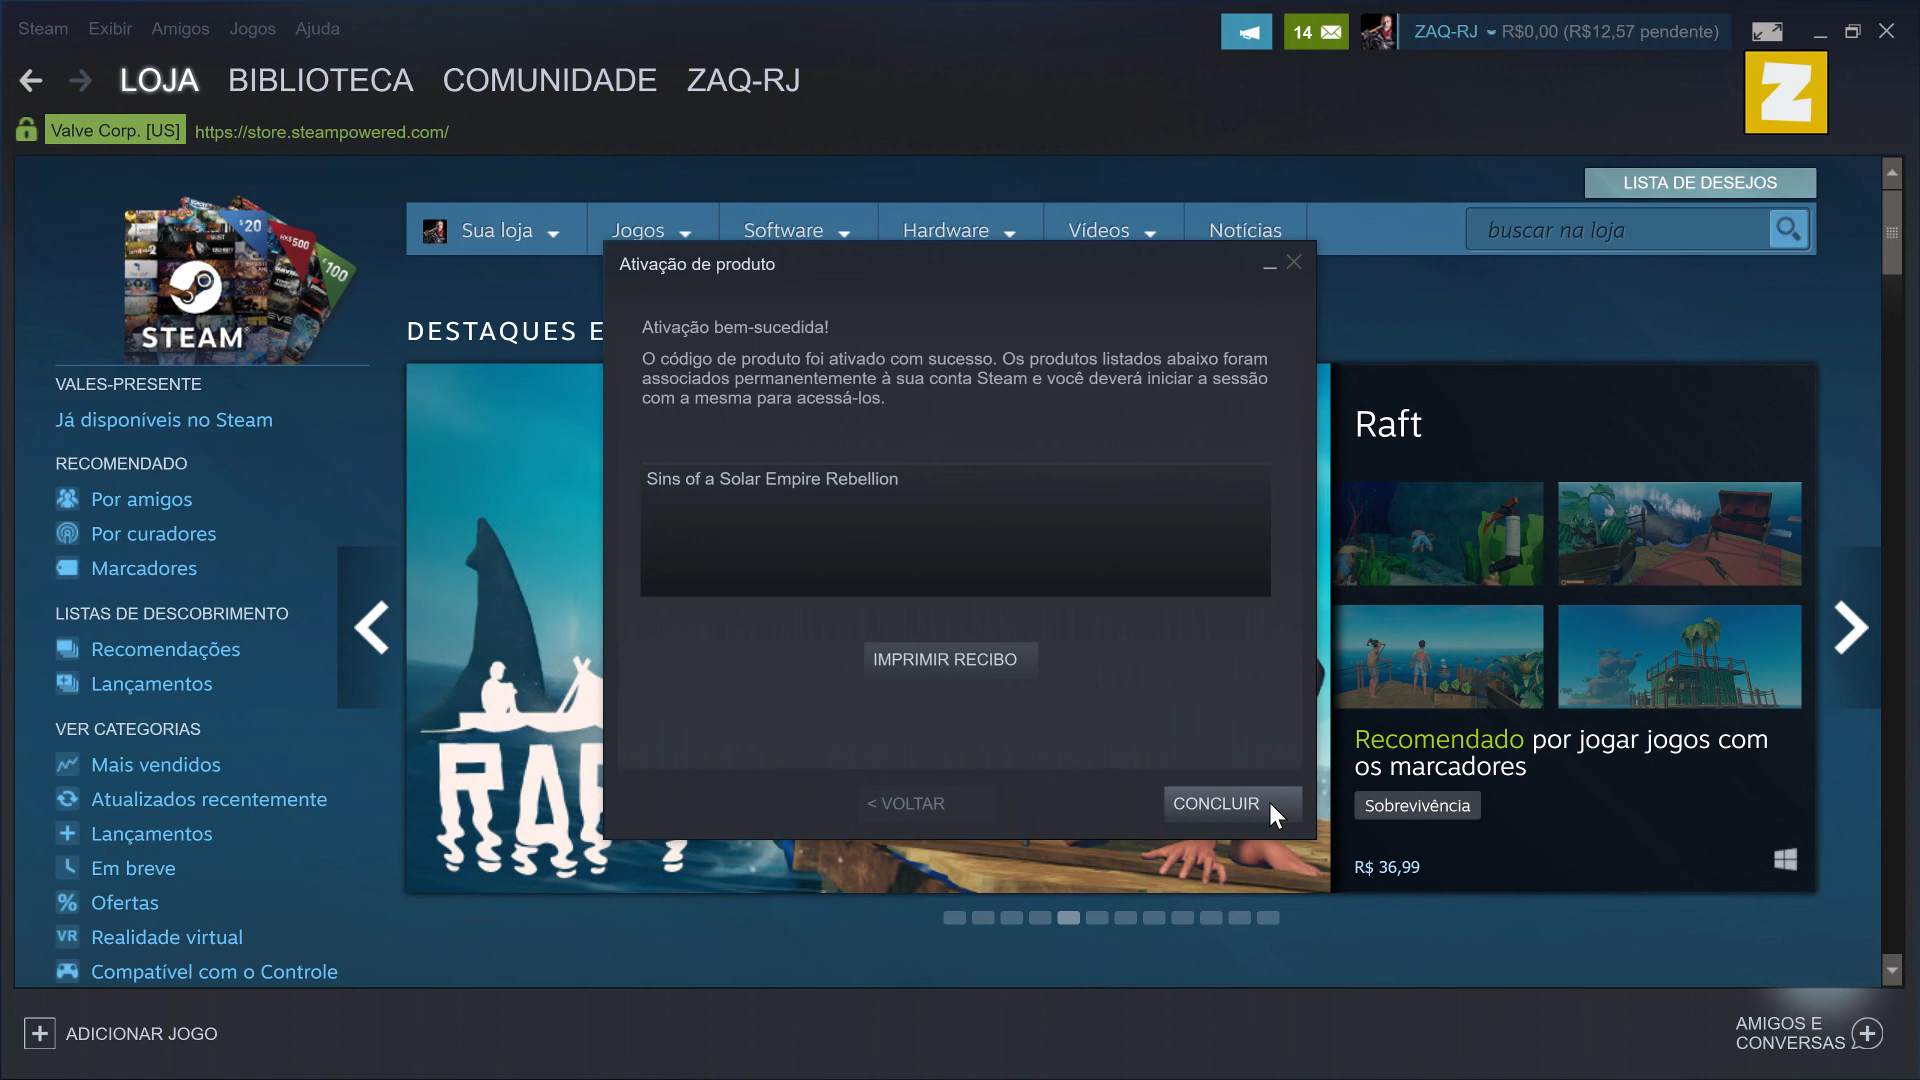 Steam Exibir Amigos Jogos Ajuda
14
ZAQ-RJ R$0,00 (R$12,57 pendente)
LOJA BIBLIOTECA COMUNIDADE ZAQ-RJ
Z
Valve Corp. [US] https://store.steampowered.com/
LISTA DE DESEJOS
Sua loja Jogos Software Hardware Vídeos Notícias
buscar na loja
$20
HK$500
£100
STEAM
VALES-PRESENTE
Já disponíveis no Steam
RECOMENDADO
Por amigos
Por curadores
Marcadores
LISTAS DE DESCOBRIMENTO
Recomendações
Lançamentos
VER CATEGORIAS
Mais vendidos
Atualizados recentemente
Lançamentos
Em breve
Ofertas
VR Realidade virtual
Compatível com o Controle
DESTAQUES E
Ativação de produto
Ativação bem-sucedida!
O código de produto foi ativado com sucesso. Os produtos listados abaixo foram
associados permanentemente à sua conta Steam e você deverá iniciar a sessão
com a mesma para acessá-los.
Sins of a Solar Empire Rebellion
IMPRIMIR RECIBO
< VOLTAR
CONCLUIR
Raft
Recomendado por jogar jogos com
os marcadores
Sobrevivência
R$ 36,99
ADICIONAR JOGO
AMIGOS E
CONVERSAS